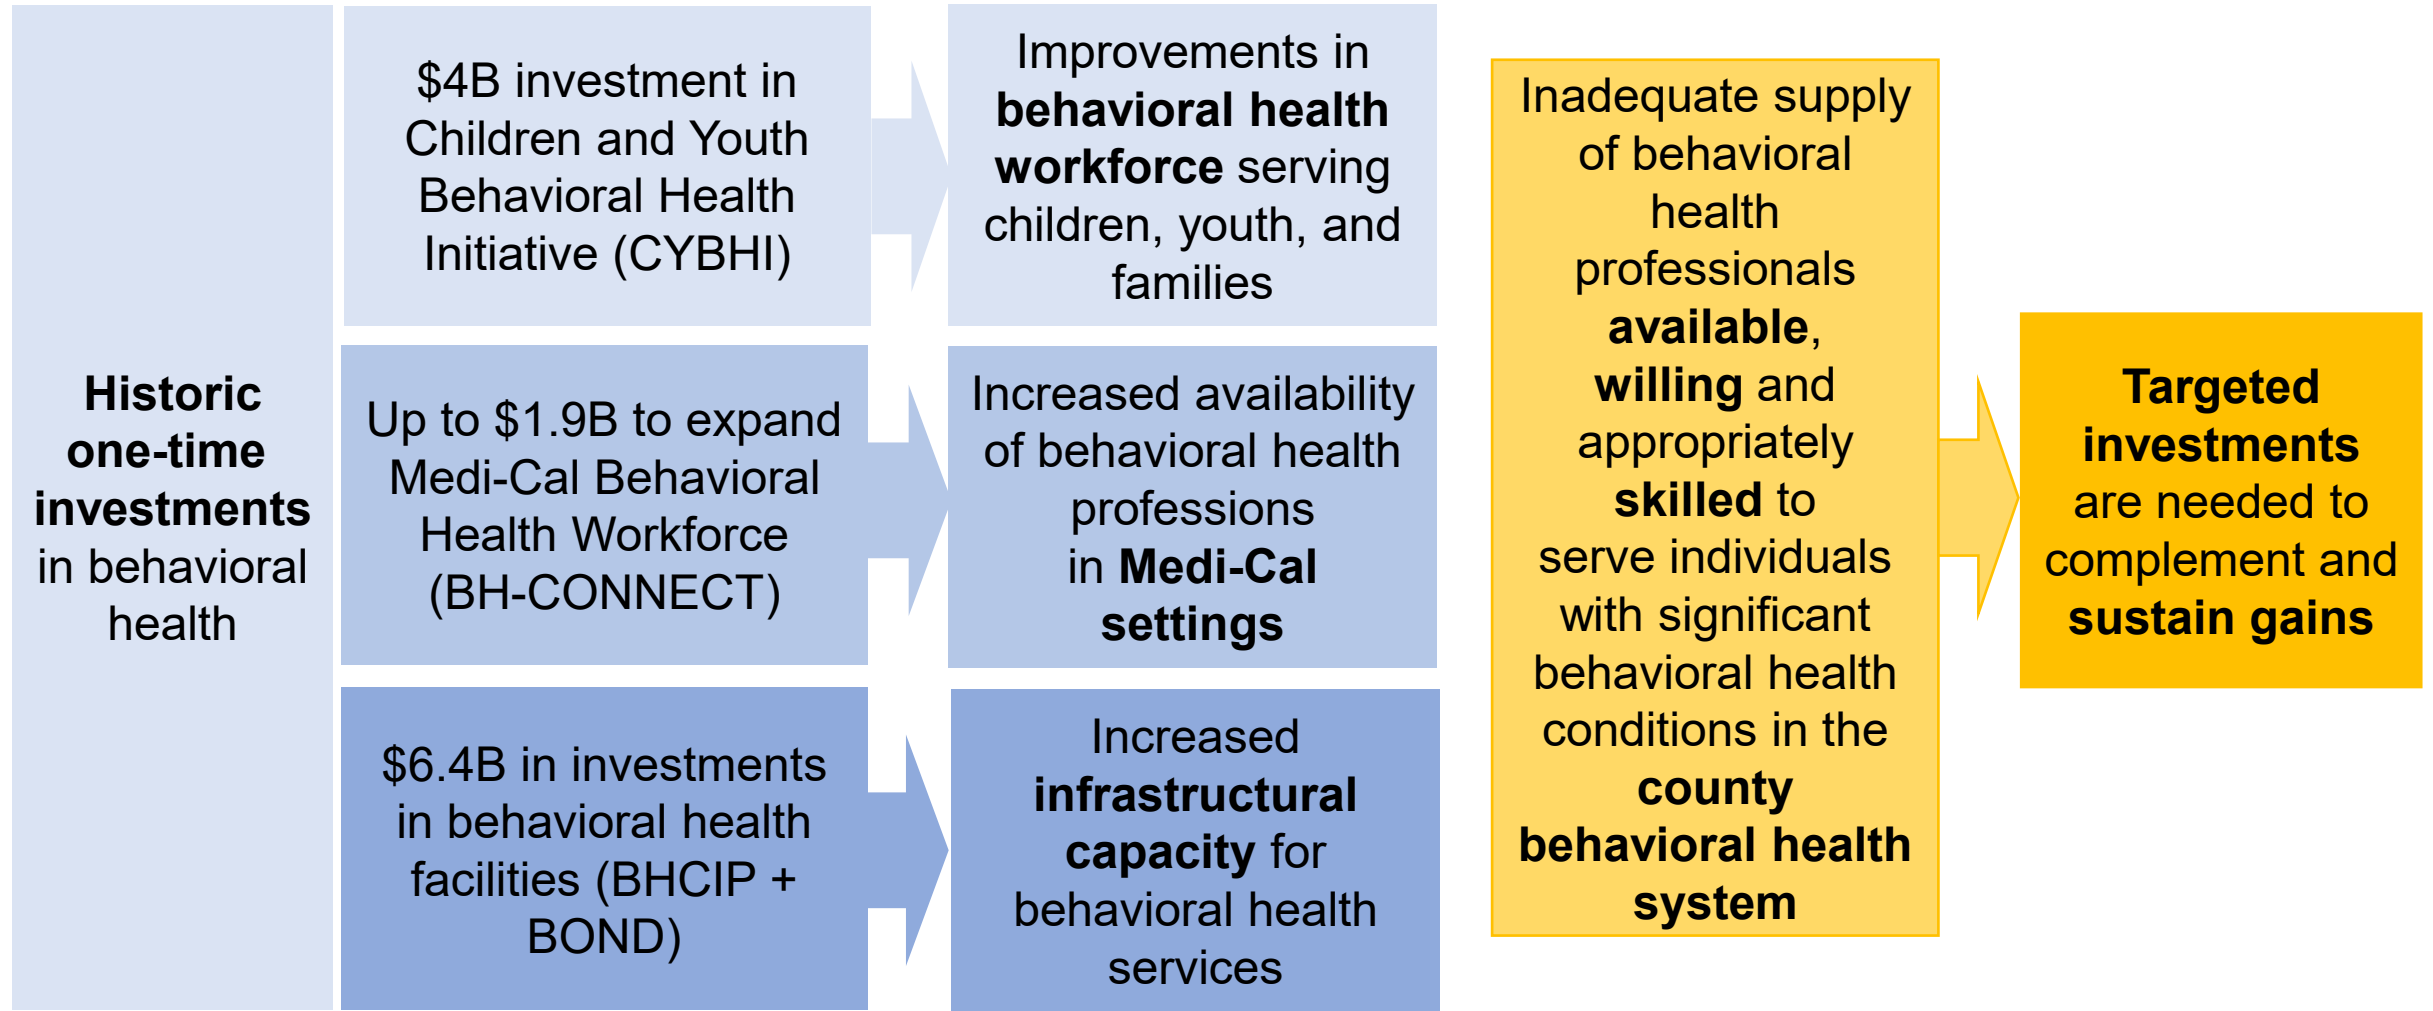 Historic
one-time
investments
in behavioral
health
$4B investment in
Children and Youth
Behavioral Health
Initiative (CYBHI)
Improvements in
behavioral health
workforce serving
children, youth, and
families
Up to $1.9B to expand
Medi-Cal Behavioral
Health Workforce
(BH-CONNECT)
Increased availability
of behavioral health
professions
in Medi-Cal
settings
$6.4B in investments
in behavioral health
facilities (BHCIP +
BOND)
Increased
infrastructural
capacity for
behavioral health
services
Inadequate supply
of behavioral
health
professionals
available,
willing and
appropriately
skilled to
serve individuals
with significant
behavioral health
conditions in the
county
behavioral health
system
Targeted
investments
are needed to
complement and
sustain gains